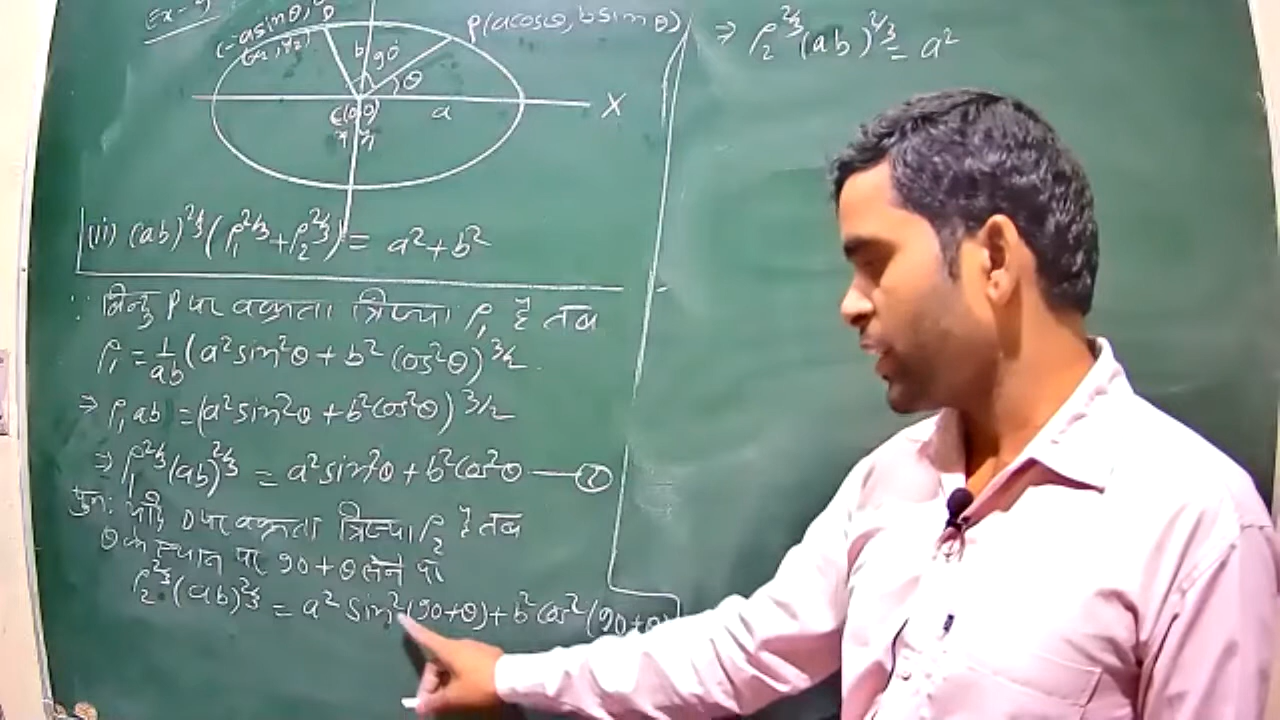 Ex-9
(-a sinθ, b
(x₂, y₂)
D
P(a cosθ, b sinθ)
b
90°
θ
C(0,0)
a
X
(ii) (ab)^2/3 (ρ₁^2/3 + ρ₂^2/3) = a² + b²
∵ बिन्दु P पर वक्रता त्रिज्या ρ₁ है तब
ρ₁ = 1/ab (a² sin²θ + b² cos²θ)^3/2
⇒ ρ₁ ab = (a² sin²θ + b² cos²θ)^3/2
⇒ ρ₁^2/3 (ab)^2/3 = a² sin²θ + b² cos²θ —
पुनः यदि D पर वक्रता त्रिज्या ρ₂ है तब
θ के स्थान पर 90+θ लेने पर
ρ₂^2/3 (ab)^2/3 = a² sin²(90+θ) + b² cos²(90+θ)
⇒ ρ₂^2/3 (ab)^2/3 = a²